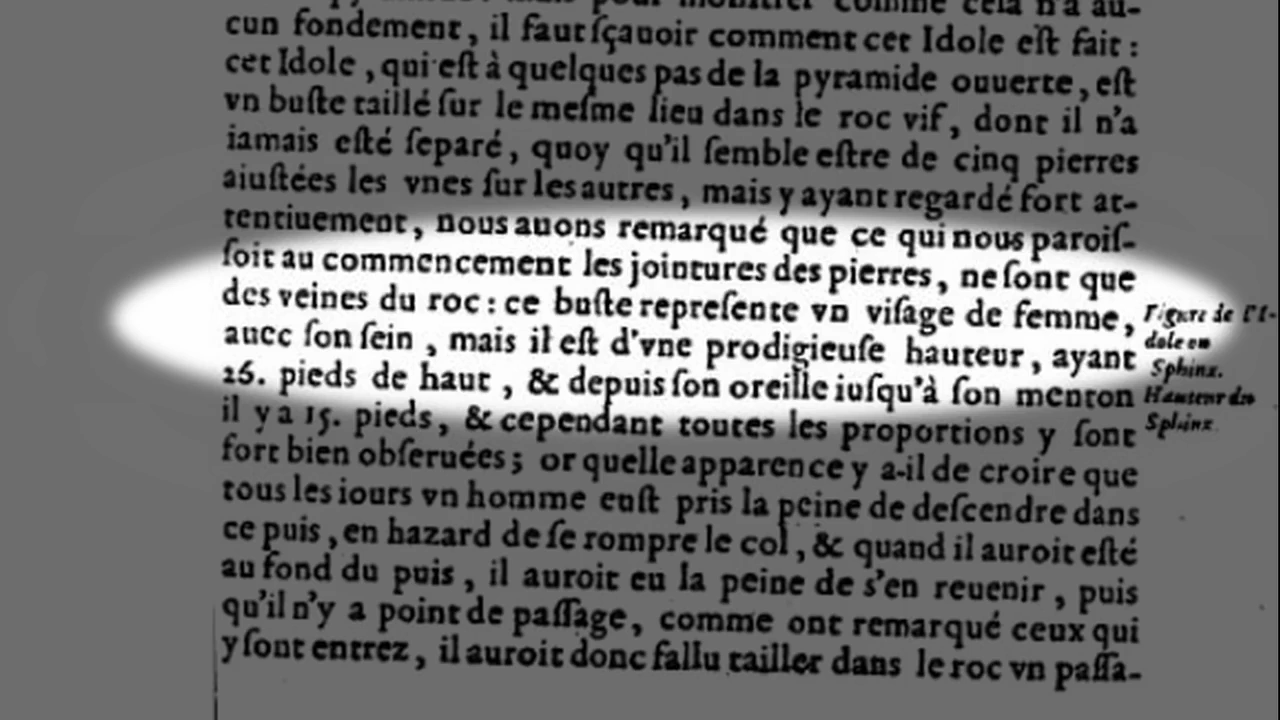 cun fondement, il faut ſçauoir comment cet Idole eſt fait :
cet Idole, qui eſt à quelques pas de la pyramide ouuerte, eſt
vn buſte taillé ſur le meſme lieu dans le roc vif, dont il n'a
iamais eſté ſeparé, quoy qu'il ſemble eſtre de cinq pierres
aiuſtées les vnes ſur les autres, mais y ayant regardé fort at-
tentiuement, nous auons remarqué que ce qui nous paroiſ-
ſoit au commencement les jointures des pierres, ne ſont que
des veines du roc : ce buſte repreſente vn viſage de femme,
auec ſon ſein, mais il eſt d'vne prodigieuſe hauteur, ayant
26. pieds de haut, & depuis ſon oreille iuſqu'à ſon menton
il y a 15. pieds, & cependant toutes les proportions y ſont
fort bien obſeruées ; or quelle apparence y a-il de croire que
tous les iours vn homme euſt pris la peine de deſcendre dans
ce puis, en hazard de ſe rompre le col, & quand il auroit eſté
au fond du puis, il auroit eu la peine de s'en reuenir, puis
qu'il n'y a point de paſſage, comme ont remarqué ceux qui
y ſont entrez, il auroit donc fallu tailler dans le roc vn paſſa-
Figure de l'I-
dole ou
Sphinx.
Hauteur du
Sphinx.